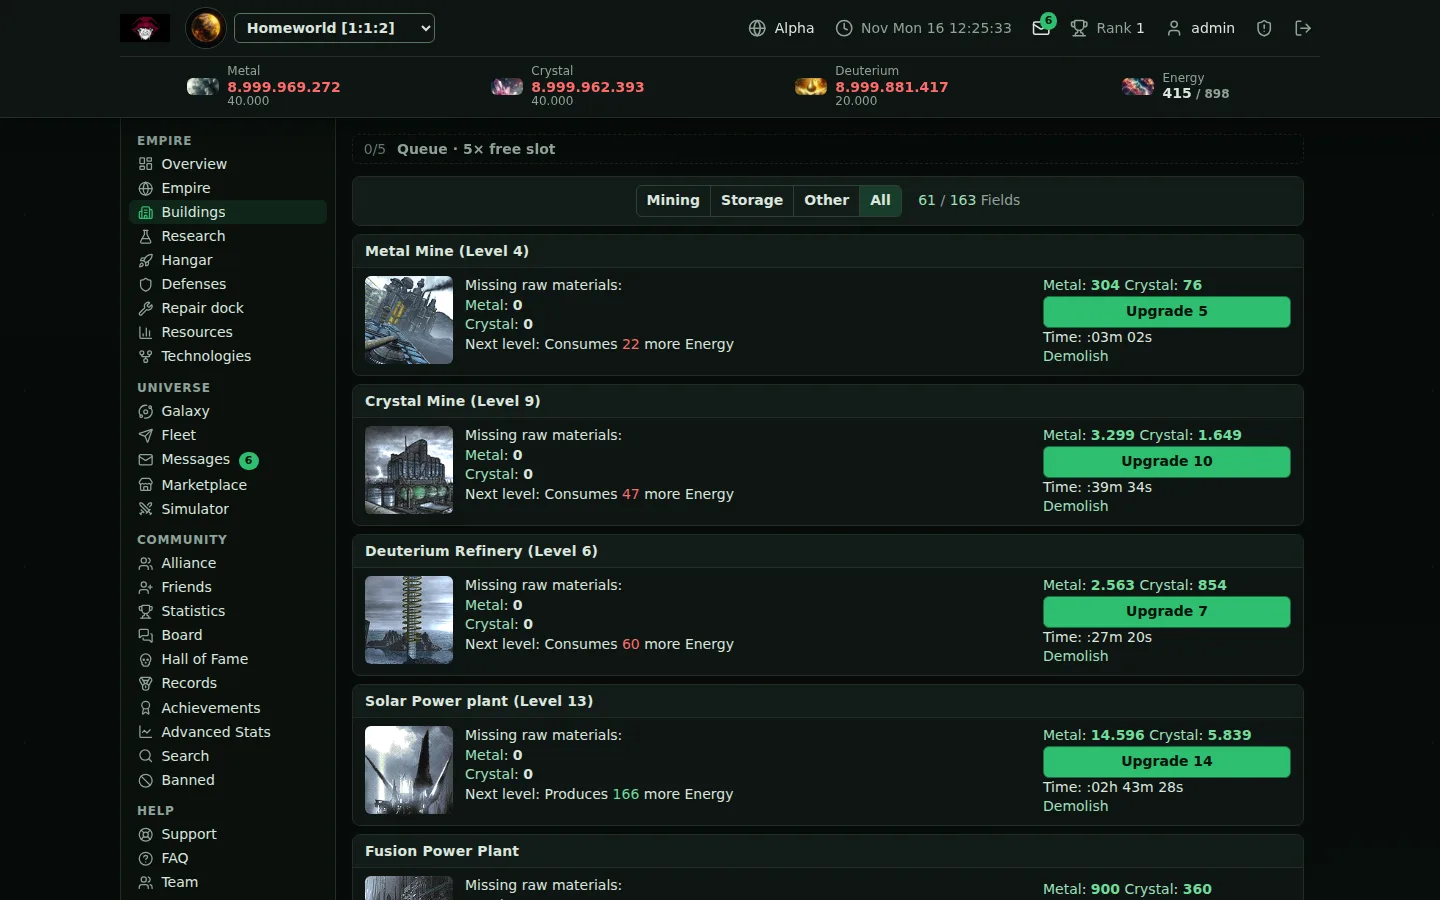 Homeworld [1:1:2]
Alpha
Nov Mon 16 12:25:33
6
Rank 1
admin
Metal
8.999.969.272
40.000
Crystal
8.999.962.393
40.000
Deuterium
8.999.881.417
20.000
Energy
415 / 898
EMPIRE
Overview
Empire
Buildings
Research
Hangar
Defenses
Repair dock
Resources
Technologies
UNIVERSE
Galaxy
Fleet
Messages 6
Marketplace
Simulator
COMMUNITY
Alliance
Friends
Statistics
Board
Hall of Fame
Records
Achievements
Advanced Stats
Search
Banned
HELP
Support
FAQ
Team
0/5 Queue · 5× free slot
Mining Storage Other All 61 / 163 Fields
Metal Mine (Level 4)
Missing raw materials:
Metal: 0
Crystal: 0
Next level: Consumes 22 more Energy
Metal: 304 Crystal: 76
Upgrade 5
Time: :03m 02s
Demolish
Crystal Mine (Level 9)
Missing raw materials:
Metal: 0
Crystal: 0
Next level: Consumes 47 more Energy
Metal: 3.299 Crystal: 1.649
Upgrade 10
Time: :39m 34s
Demolish
Deuterium Refinery (Level 6)
Missing raw materials:
Metal: 0
Crystal: 0
Next level: Consumes 60 more Energy
Metal: 2.563 Crystal: 854
Upgrade 7
Time: :27m 20s
Demolish
Solar Power plant (Level 13)
Missing raw materials:
Metal: 0
Crystal: 0
Next level: Produces 166 more Energy
Metal: 14.596 Crystal: 5.839
Upgrade 14
Time: :02h 43m 28s
Demolish
Fusion Power Plant
Missing raw materials:
Metal: 900 Crystal: 360